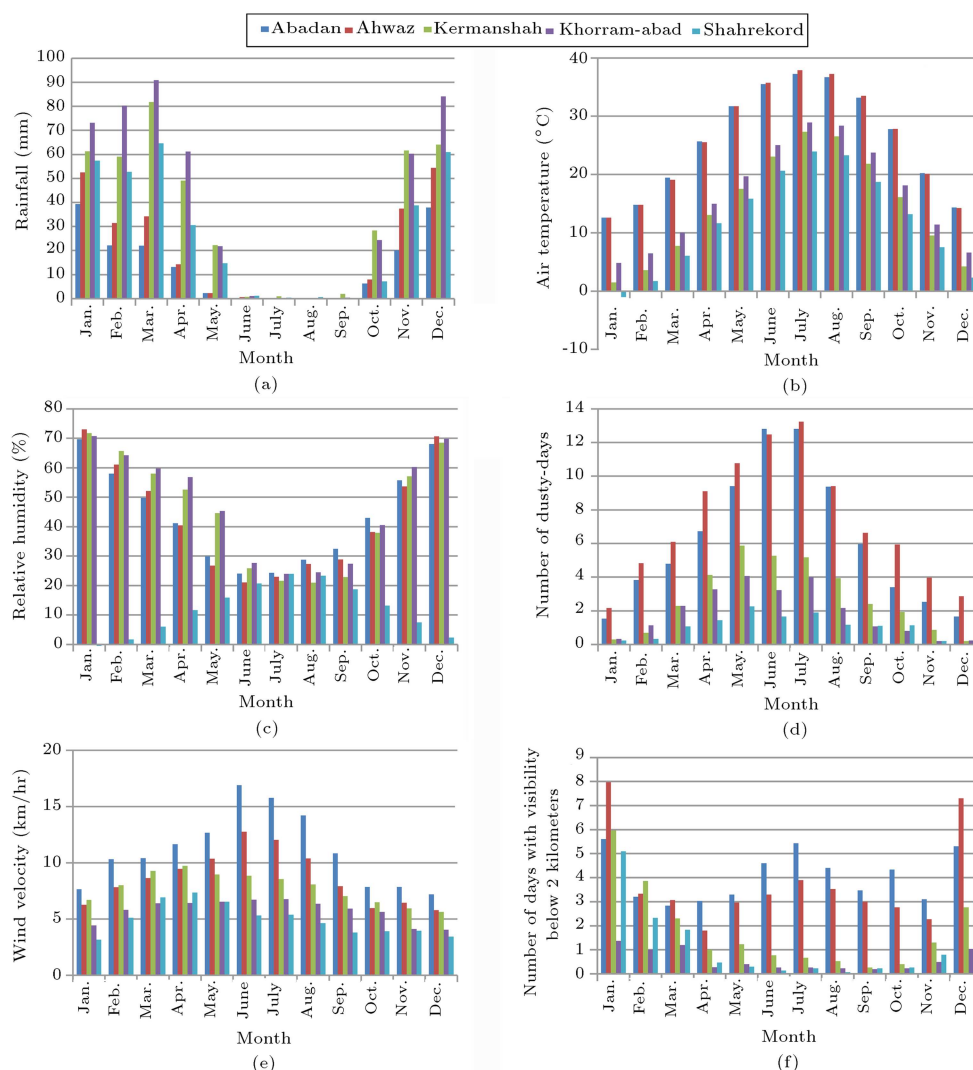 Abadan Ahwaz Kermanshah Khorram-abad Shahrekord
Rainfall (mm)
100
90
80
70
60
50
40
30
20
10
0
Jan. Feb. Mar. Apr. May. June July Aug. Sep. Oct. Nov. Dec.
Month
(a)
Air temperature (°C)
40
30
20
10
0
-10
Jan. Feb. Mar. Apr. May. June July Aug. Sep. Oct. Nov. Dec.
Month
(b)
Relative humidity (%)
80
70
60
50
40
30
20
10
0
Jan. Feb. Mar. Apr. May. June July Aug. Sep. Oct. Nov. Dec.
Month
(c)
Number of dusty-days
14
12
10
8
6
4
2
0
Jan. Feb. Mar. Apr. May. June July Aug. Sep. Oct. Nov. Dec.
Month
(d)
Wind velocity (km/hr)
20
15
10
5
0
Jan. Feb. Mar. Apr. May. June July Aug. Sep. Oct. Nov. Dec.
Month
(e)
Number of days with visibility
below 2 kilometers
9
8
7
6
5
4
3
2
1
0
Jan. Feb. Mar. Apr. May. June July Aug. Sep. Oct. Nov. Dec.
Month
(f)